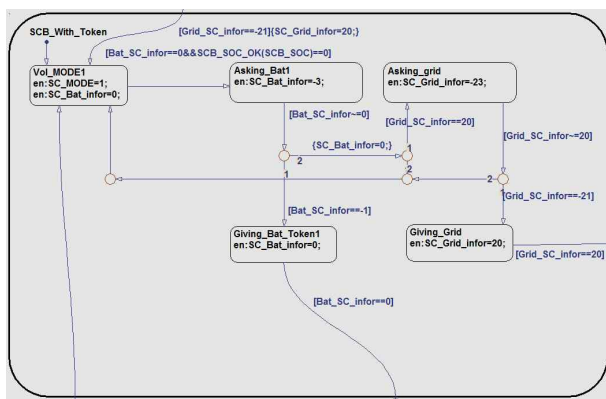 SCB_With_Token
[Grid_SC_infor==-21]{SC_Grid_infor=20;}
[Bat_SC_infor==0&&SCB_SOC_OK(SCB_SOC)==0]
Vol_MODE1
en:SC_MODE=1;
en:SC_Bat_infor=0;
Asking_Bat1
en:SC_Bat_infor=-3;
Asking_grid
en:SC_Grid_infor=-23;
[Bat_SC_infor~=0]
[Grid_SC_infor==20]
[Grid_SC_infor~=20]
{SC_Bat_infor=0;}
1
2
1
2
2
1
[Grid_SC_infor==-21]
[Bat_SC_infor==-1]
Giving_Bat_Token1
en:SC_Bat_infor=0;
Giving_Grid
en:SC_Grid_infor=20;
[Grid_SC_infor==20]
[Bat_SC_infor==0]